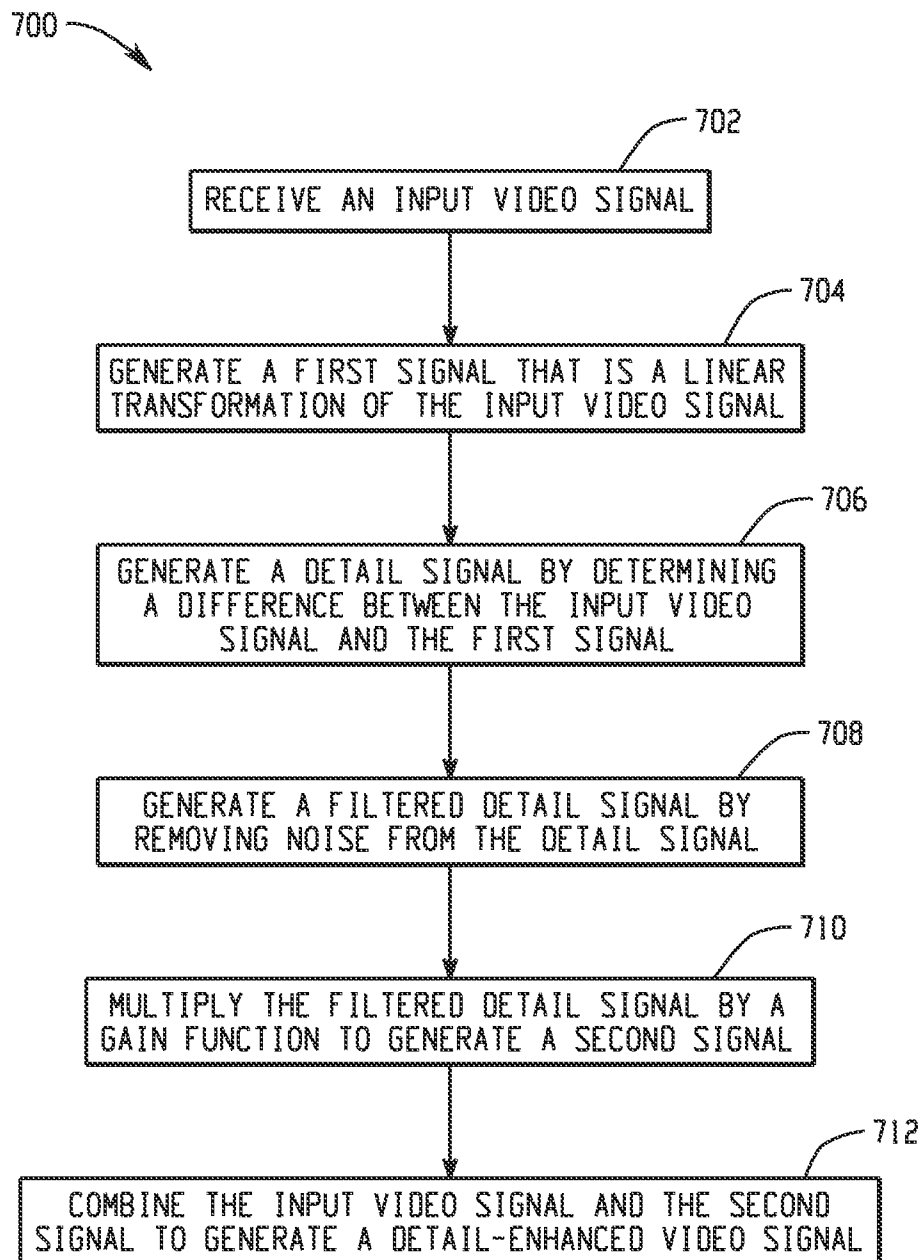 700
702
RECEIVE AN INPUT VIDEO SIGNAL
704
GENERATE A FIRST SIGNAL THAT IS A LINEAR
TRANSFORMATION OF THE INPUT VIDEO SIGNAL
706
GENERATE A DETAIL SIGNAL BY DETERMINING
A DIFFERENCE BETWEEN THE INPUT VIDEO
SIGNAL AND THE FIRST SIGNAL
708
GENERATE A FILTERED DETAIL SIGNAL BY
REMOVING NOISE FROM THE DETAIL SIGNAL
710
MULTIPLY THE FILTERED DETAIL SIGNAL BY A
GAIN FUNCTION TO GENERATE A SECOND SIGNAL
712
COMBINE THE INPUT VIDEO SIGNAL AND THE SECOND
SIGNAL TO GENERATE A DETAIL-ENHANCED VIDEO SIGNAL